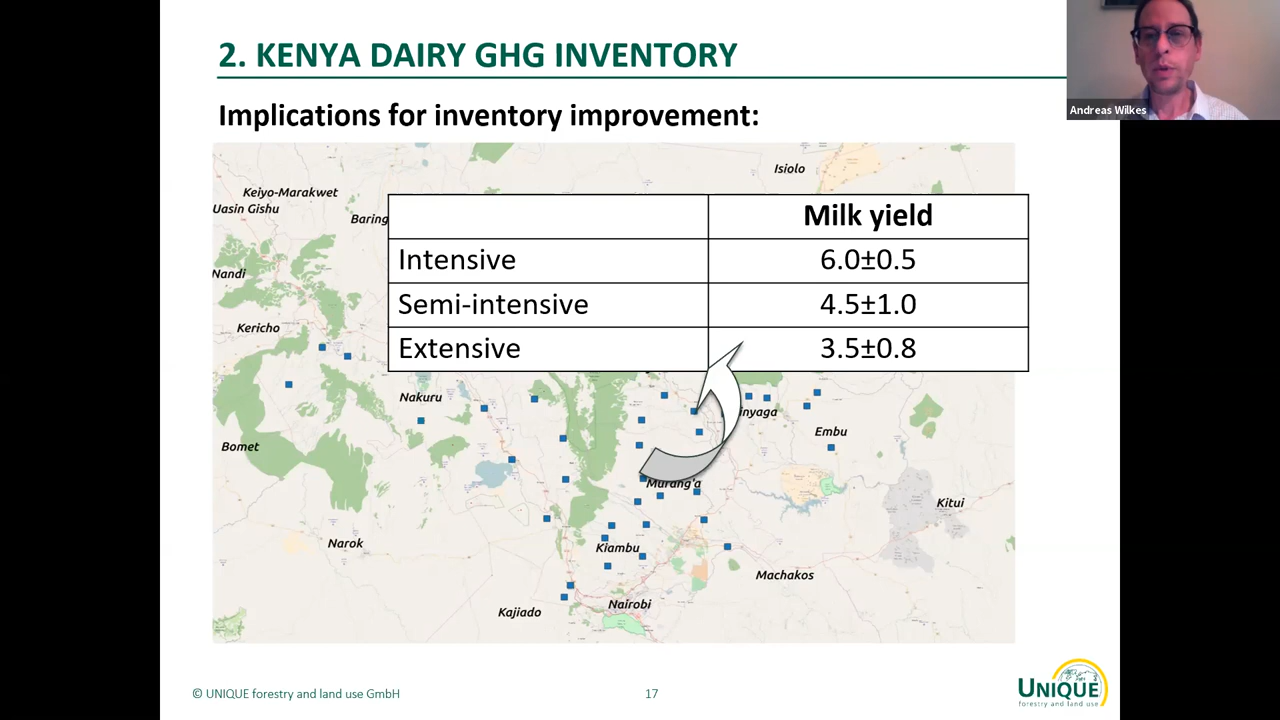 2. KENYA DAIRY GHG INVENTORY
Andreas Wilkes
Implications for inventory improvement:
Isiolo
Keiyo-Marakwet
Uasin Gishu
Baring
Milk yield
Intensive 6.0±0.5
Nandi
Semi-intensive 4.5±1.0
Kericho
Extensive 3.5±0.8
Nakuru
inyaga
Embu
Bomet
Murang'a
Kitui
Narok
Kiambu
Machakos
Kajiado
Nairobi
© UNIQUE forestry and land use GmbH
17
UNIQUE
forestry and land use